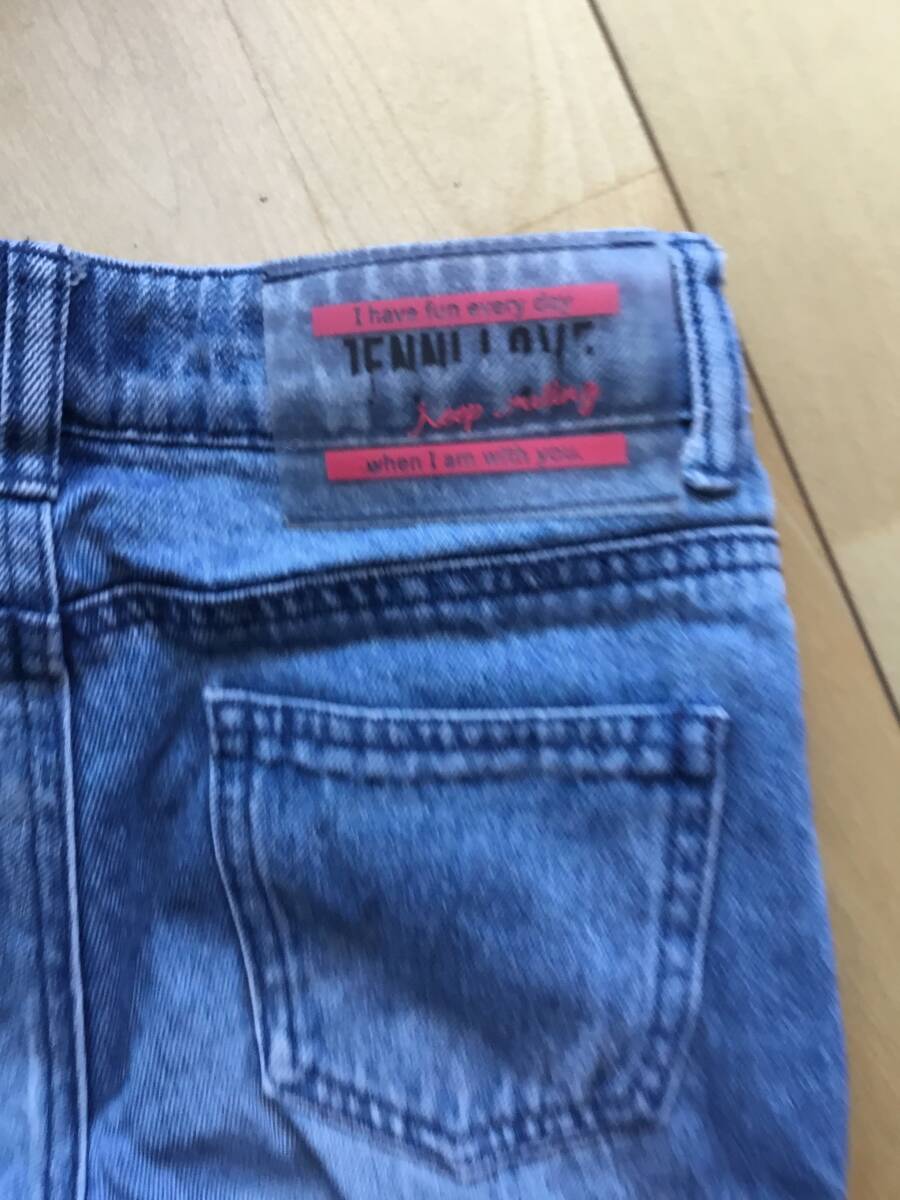 I have fun every day
JENNI LOVE
keep smiling
when I am with you.